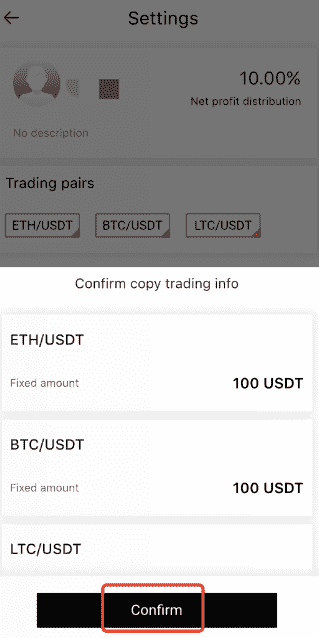 Settings
10.00%
Net profit distribution
No description
Trading pairs
ETH/USDT BTC/USDT LTC/USDT
Confirm copy trading info
ETH/USDT
Fixed amount 100 USDT
BTC/USDT
Fixed amount 100 USDT
LTC/USDT
Confirm